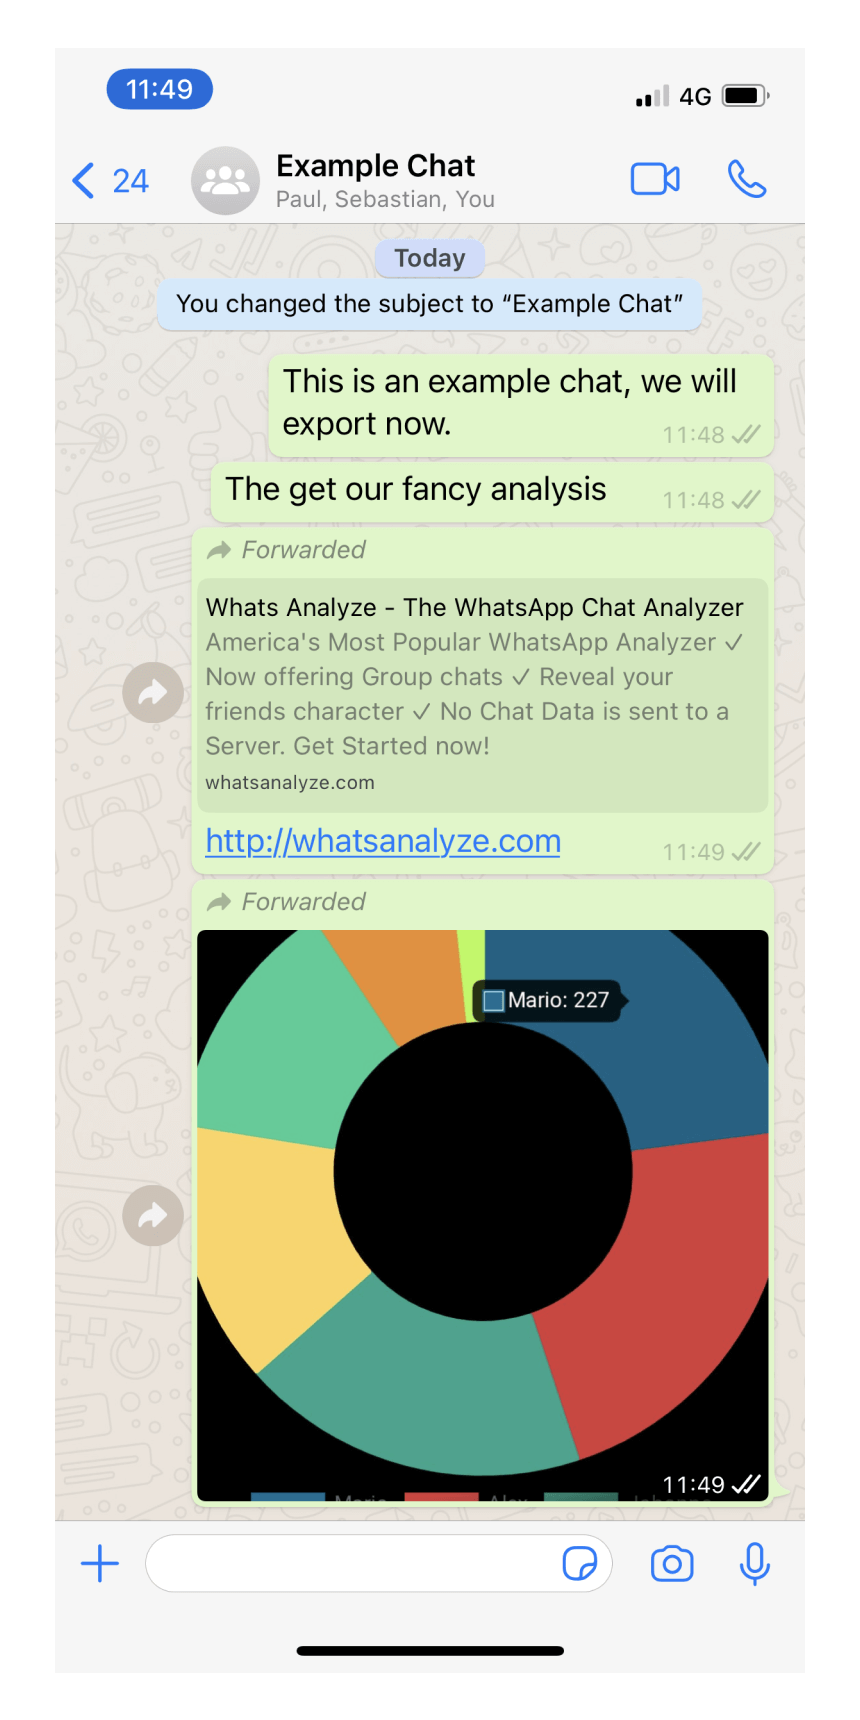 11:49
4G
24
Example Chat
Paul, Sebastian, You
Today
You changed the subject to “Example Chat”
This is an example chat, we will
export now.
11:48
The get our fancy analysis
11:48
Forwarded
Whats Analyze - The WhatsApp Chat Analyzer
America's Most Popular WhatsApp Analyzer ✓
Now offering Group chats ✓ Reveal your
friends character ✓ No Chat Data is sent to a
Server. Get Started now!
whatsanalyze.com
http://whatsanalyze.com
11:49
Forwarded
Mario: 227
11:49